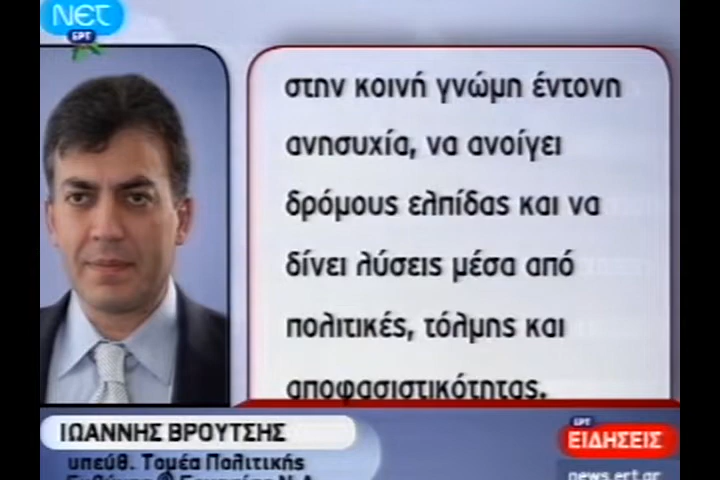 NET
ΕΡΤ
στην κοινή γνώμη έντονη
ανησυχία, να ανοίγει
δρόμους ελπίδας και να
δίνει λύσεις μέσα από
πολιτικές, τόλμης και
αποφασιστικότητας.
ΙΩΑΝΝΗΣ ΒΡΟΥΤΣΗΣ
υπεύθ. Τομέα Πολιτικής
ΕΡΤ
ΕΙΔΗΣΕΙΣ
news.ert.gr